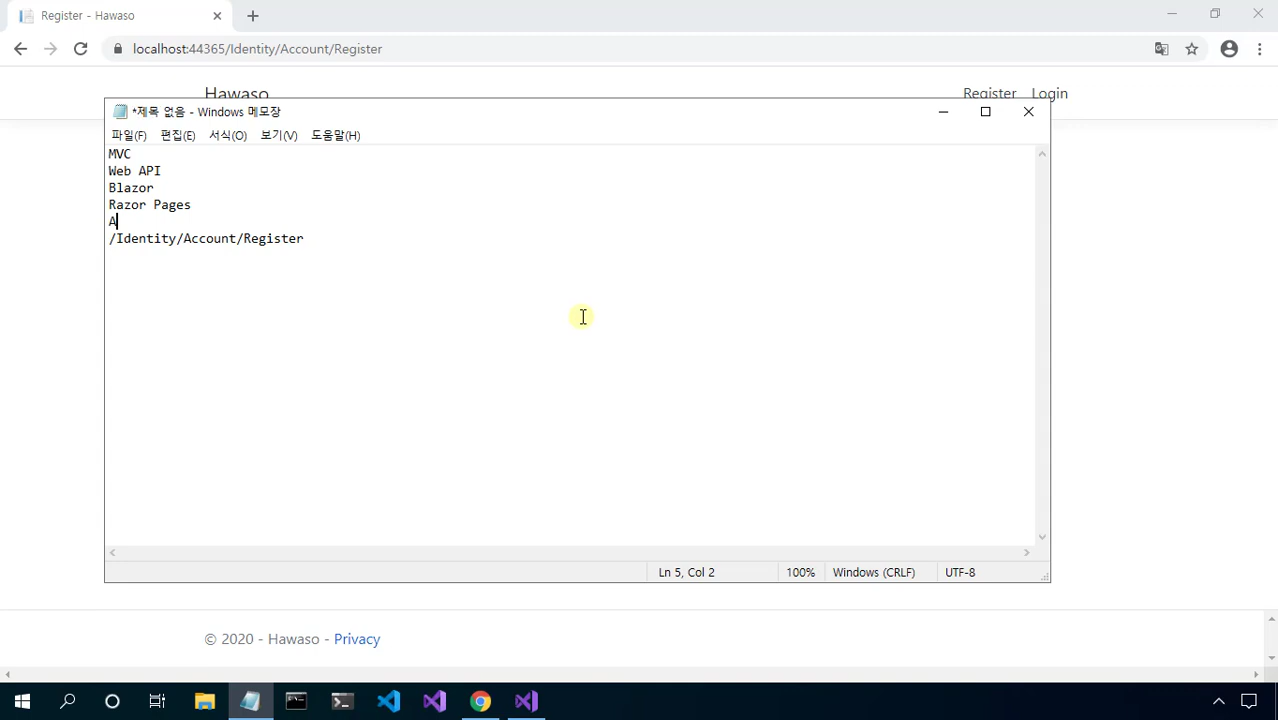 Register - Hawaso
localhost:44365/Identity/Account/Register
Hawaso
Register Login
*제목 없음 - Windows 메모장
파일(F) 편집(E) 서식(O) 보기(V) 도움말(H)
MVC
Web API
Blazor
Razor Pages
A
/Identity/Account/Register
Ln 5, Col 2 100% Windows (CRLF) UTF-8
© 2020 - Hawaso - Privacy